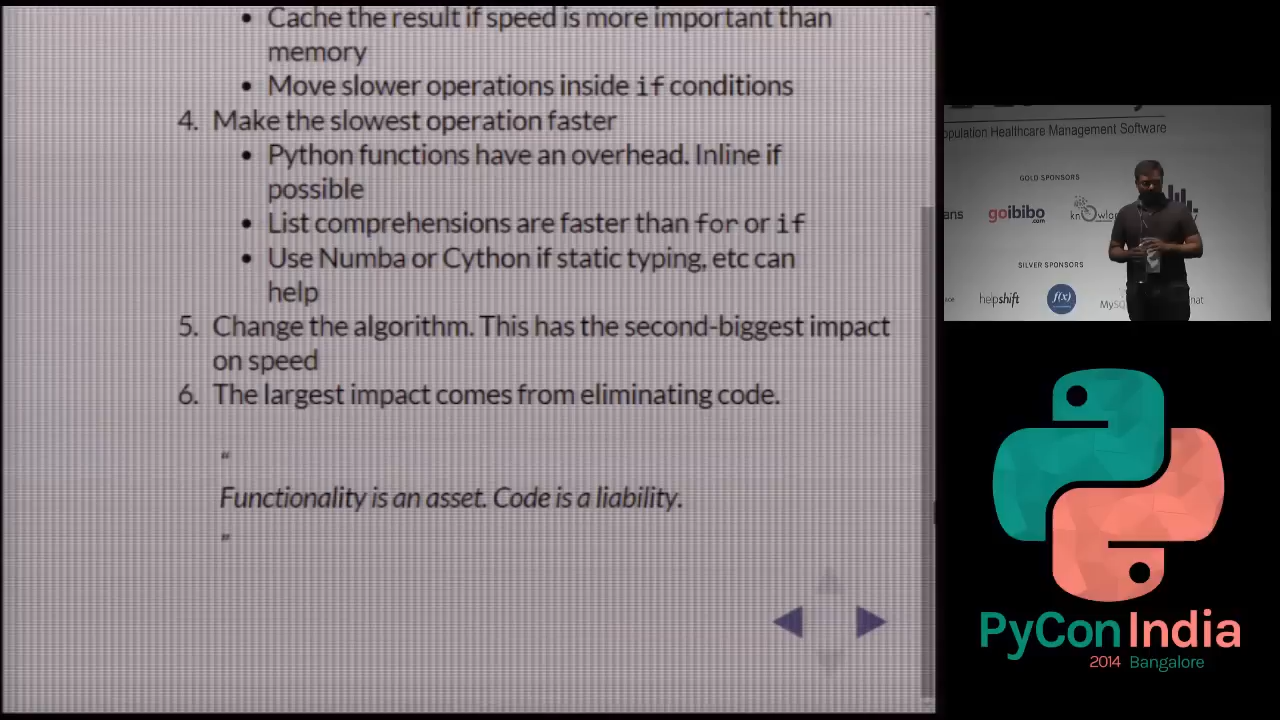 • Cache the result if speed is more important than
memory
• Move slower operations inside if conditions
4. Make the slowest operation faster
• Python functions have an overhead. Inline if
possible
• List comprehensions are faster than for or if
• Use Numba or Cython if static typing, etc can
help
5. Change the algorithm. This has the second-biggest impact
on speed
6. The largest impact comes from eliminating code.
“
Functionality is an asset. Code is a liability.
”
Population Healthcare Management Software
GOLD SPONSORS
goibibo
.com
SILVER SPONSORS
helpshift
f(x)
PyCon India
2014 Bangalore